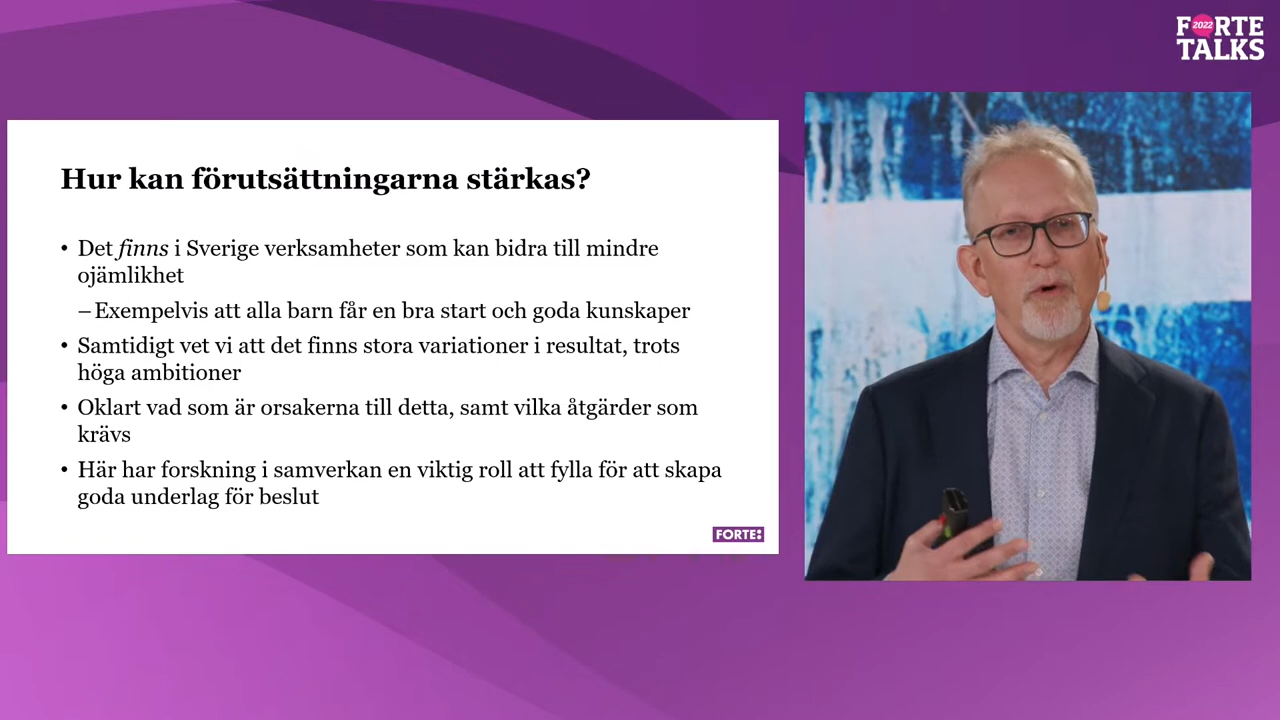 FORTE
2022
TALKS
Hur kan förutsättningarna stärkas?
• Det finns i Sverige verksamheter som kan bidra till mindre
ojämlikhet
– Exempelvis att alla barn får en bra start och goda kunskaper
• Samtidigt vet vi att det finns stora variationer i resultat, trots
höga ambitioner
• Oklart vad som är orsakerna till detta, samt vilka åtgärder som
krävs
• Här har forskning i samverkan en viktig roll att fylla för att skapa
goda underlag för beslut
FORTE: